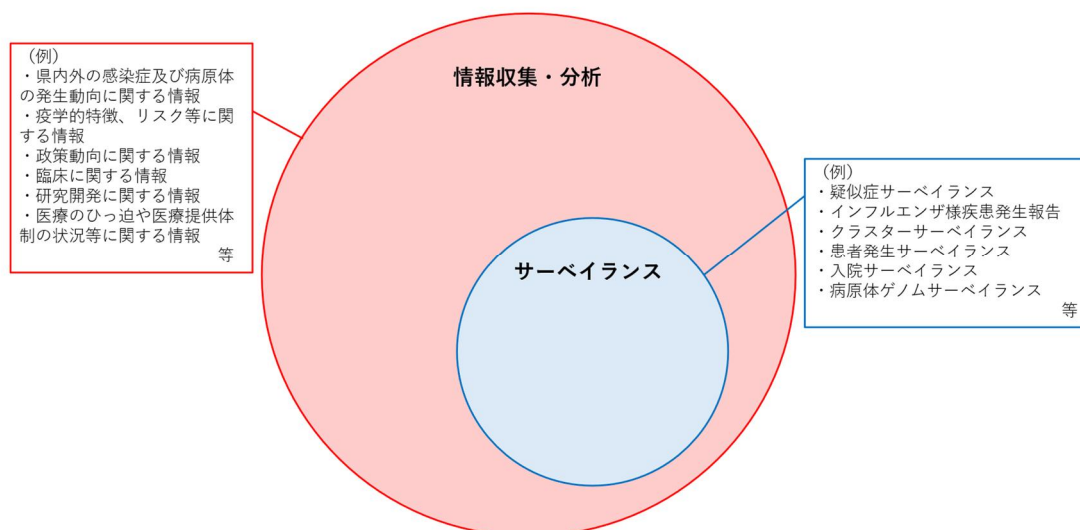 （例）
・県内外の感染症及び病原体
の発生動向に関する情報
・疫学的特徴、リスク等に関
する情報
・政策動向に関する情報
・臨床に関する情報
・研究開発に関する情報
・医療のひっ迫や医療提供体
制の状況等に関する情報
等
情報収集・分析
サーベイランス
（例）
・疑似症サーベイランス
・インフルエンザ様疾患発生報告
・クラスターサーベイランス
・患者発生サーベイランス
・入院サーベイランス
・病原体ゲノムサーベイランス
等